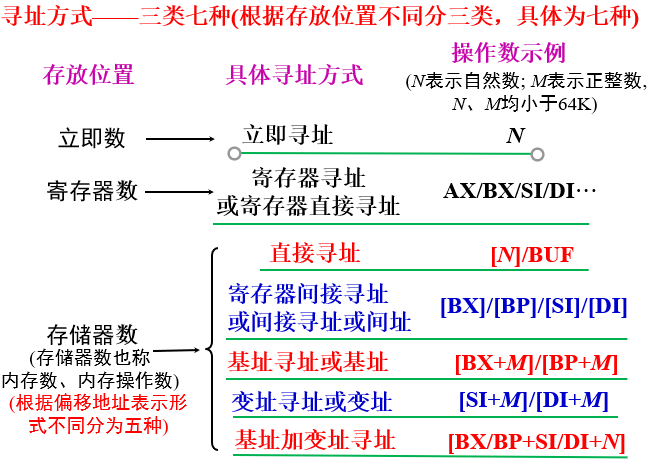 寻址方式——三类七种(根据存放位置不同分三类，具体为七种)
存放位置
具体寻址方式
操作数示例
(N表示自然数; M表示正整数,
N、M均小于64K)
立即数
立即寻址
N
寄存器数
寄存器寻址
或寄存器直接寻址
AX/BX/SI/DI…
存储器数
(存储器数也称
内存数、内存操作数)
(根据偏移地址表示形
式不同分为五种)
直接寻址
[N]/BUF
寄存器间接寻址
或间接寻址或间址
[BX]/[BP]/[SI]/[DI]
基址寻址或基址
[BX+M]/[BP+M]
变址寻址或变址
[SI+M]/[DI+M]
基址加变址寻址
[BX/BP+SI/DI+N]